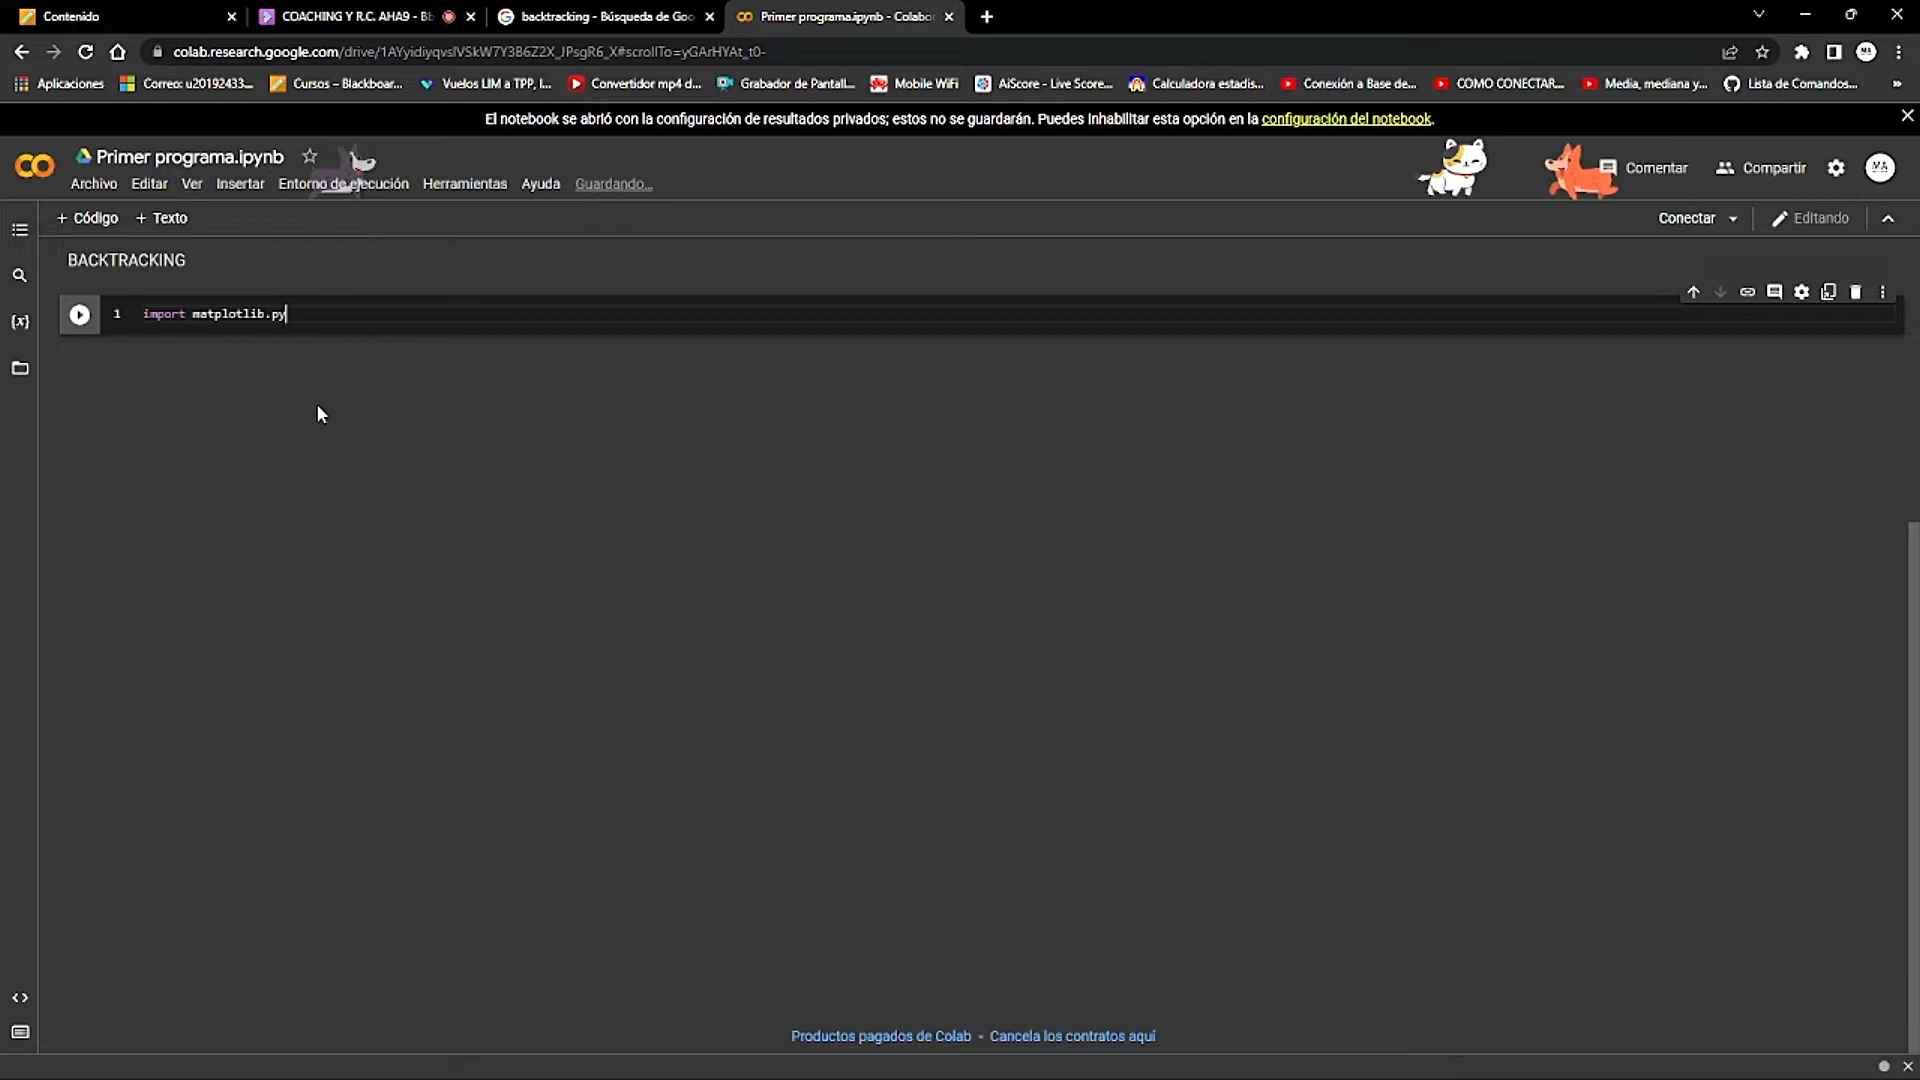 Contenido
COACHING Y R.C. AHA9 - Bb
backtracking - Búsqueda de Goo
Primer programa.ipynb - Colabor
colab.research.google.com/drive/1AYyidiyqvslVSkW7Y3B6Z2X_JPsgR6_X#scrollTo=yGArHYAt_t0-
MA
Aplicaciones
Correo: u20192433...
Cursos – Blackboar...
Vuelos LIM a TPP, I...
Convertidor mp4 d...
Grabador de Pantall...
Mobile WiFi
AiScore - Live Score...
Calculadora estadis...
Conexión a Base de...
COMO CONECTAR...
Media, mediana y...
Lista de Comandos...
»
El notebook se abrió con la configuración de resultados privados; estos no se guardarán. Puedes inhabilitar esta opción en la configuración del notebook.
Primer programa.ipynb
Comentar
Compartir
MA
Archivo
Editar
Ver
Insertar
Entorno de ejecución
Herramientas
Ayuda
Guardando...
+ Código
+ Texto
Conectar
Editando
BACKTRACKING
1 import matplotlib.py
Productos pagados de Colab - Cancela los contratos aquí